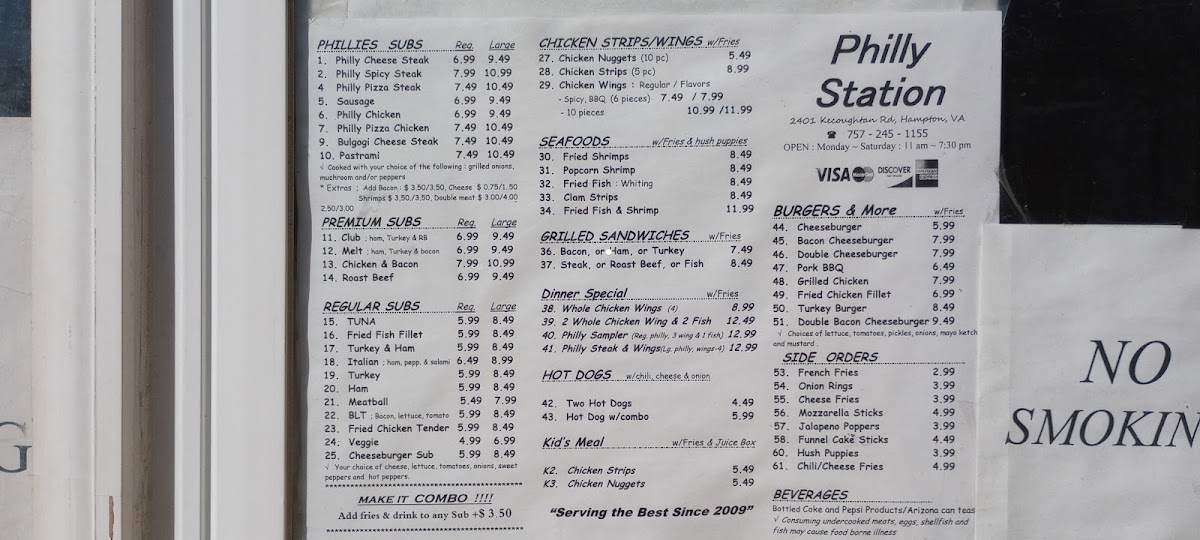 PHILLIES SUBS Reg. Large
1. Philly Cheese Steak 6.99 9.49
2. Philly Spicy Steak 7.99 10.99
4 Philly Pizza Steak 7.49 10.49
5. Sausage 6.99 9.49
6. Philly Chicken 6.99 9.49
7. Philly Pizza Chicken 7.49 10.49
9. Bulgogi Cheese Steak 7.49 10.49
10. Pastrami 7.49 10.49
√ Cooked with your choice of the following : grilled onions,
muchroom and/or peppers
* Extras ; Add Bacon : $ 3.50/3.50, Cheese $ 0.75/1.50
Shrimps $ 3.50/3.50, Double meat $ 3.00/4.00
2.50/3.00
PREMIUM SUBS Reg. Large
11. Club ; ham, Turkey & RB 6.99 9.49
12. Melt ; ham, Turkey & bacon 6.99 9.49
13. Chicken & Bacon 7.99 10.99
14. Roast Beef 6.99 9.49
REGULAR SUBS Reg. Large
15. TUNA 5.99 8.49
16. Fried Fish Fillet 5.99 8.49
17. Turkey & Ham 5.99 8.49
18. Italian ; ham, pepp. & salami 6.49 8.99
19. Turkey 5.99 8.49
20. Ham 5.99 8.49
21. Meatball 5.49 7.99
22. BLT ; Bacon, lettuce, tomato 5.99 8.49
23. Fried Chicken Tender 5.99 8.49
24. Veggie 4.99 6.99
25. Cheeseburger Sub 5.99 8.49
√ Your choice of cheese, lettuce, tomatoes, onions, sweet
peppers and hot peppers.
MAKE IT COMBO !!!!
Add fries & drink to any Sub +$ 3.50
CHICKEN STRIPS/WINGS w/Fries
27. Chicken Nuggets (10 pc) 5.49
28. Chicken Strips (5 pc) 8.99
29. Chicken Wings : Regular / Flavors
- Spicy, BBQ (6 pieces) 7.49 / 7.99
- 10 pieces 10.99 /11.99
SEAFOODS w/Fries & hush puppies
30. Fried Shrimps 8.49
31. Popcorn Shrimp 8.49
32. Fried Fish : Whiting 8.49
33. Clam Strips 8.49
34. Fried Fish & Shrimp 11.99
GRILLED SANDWICHES w/Fries
36. Bacon, or Ham, or Turkey 7.49
37. Steak, or Roast Beef, or Fish 8.49
Dinner Special w/Fries
38. Whole Chicken Wings (4) 8.99
39. 2 Whole Chicken Wing & 2 Fish 12.49
40. Philly Sampler (Reg. philly, 3 wing & 1 fish) 12.99
41. Philly Steak & Wings(Lg. philly, wings-4) 12.99
HOT DOGS w/chili, cheese & onion
42. Two Hot Dogs 4.49
43. Hot Dog w/combo 5.99
Kid's Meal w/Fries & Juice Box
K2. Chicken Strips 5.49
K3. Chicken Nuggets 5.49
"Serving the Best Since 2009"
Philly
Station
2401 Kecoughtan Rd, Hampton, VA
☎ 757 - 245 - 1155
OPEN : Monday ~ Saturday : 11 am ~ 7:30 pm
VISA MasterCard DISCOVER AMERICAN EXPRESS
BURGERS & More w/Fries
44. Cheeseburger 5.99
45. Bacon Cheeseburger 7.99
46. Double Cheeseburger 7.99
47. Pork BBQ 6.49
48. Grilled Chicken 7.99
49. Fried Chicken Fillet 6.99
50. Turkey Burger 8.49
51. Double Bacon Cheeseburger 9.49
√ Choices of lettuce, tomatoes, pickles, onions, mayo ketch
and mustard .
SIDE ORDERS
53. French Fries 2.99
54. Onion Rings 3.99
55. Cheese Fries 3.99
56. Mozzarella Sticks 4.99
57. Jalapeno Poppers 3.99
58. Funnel Cake Sticks 4.49
60. Hush Puppies 3.99
61. Chili/Cheese Fries 4.99
BEVERAGES
Bottled Coke and Pepsi Products/Arizona can teas
√ Consuming undercooked meats, eggs, shellfish and
fish may cause food borne illness
NO
SMOKIN
G